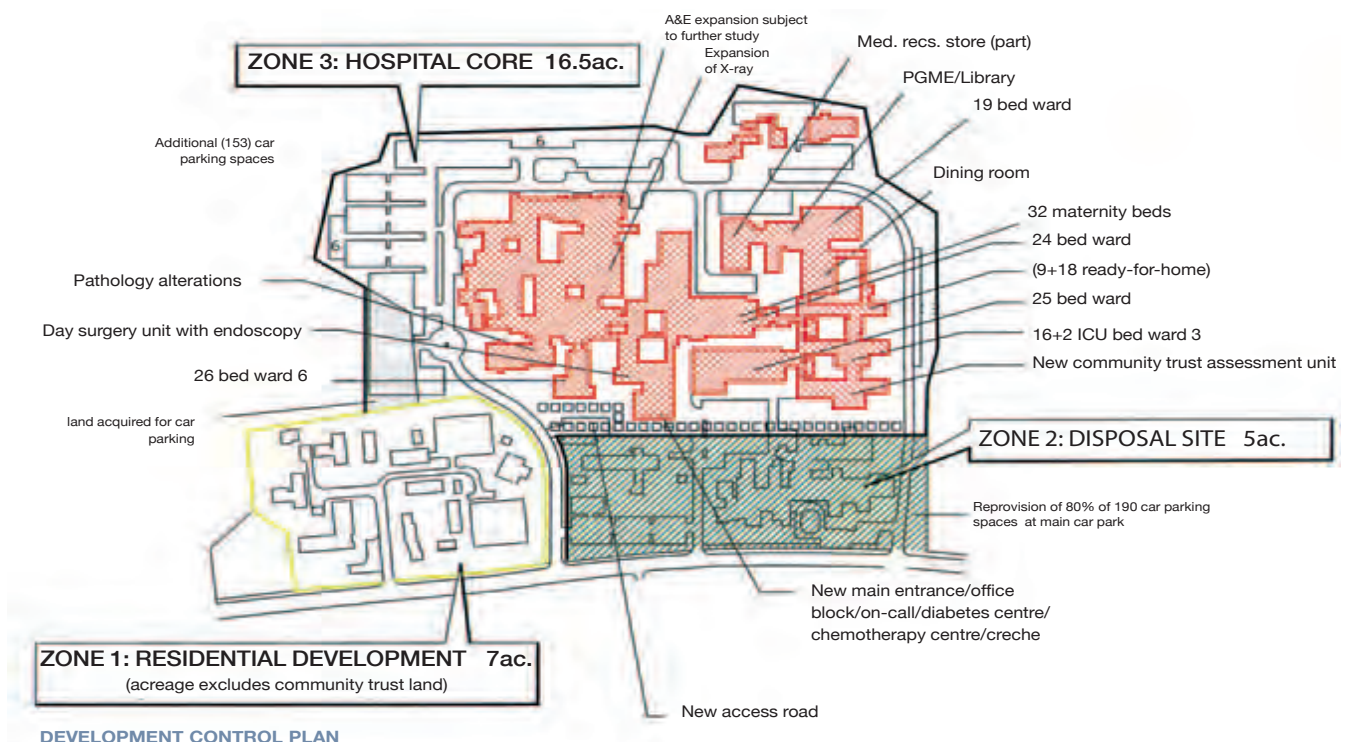 A&E expansion subject
to further study
Expansion
of X-ray
Med. recs. store (part)
PGME/Library
19 bed ward
ZONE 3: HOSPITAL CORE 16.5ac.
Additional (153) car
parking spaces
6
6
Dining room
32 maternity beds
24 bed ward
(9+18 ready-for-home)
25 bed ward
16+2 ICU bed ward 3
New community trust assessment unit
Pathology alterations
Day surgery unit with endoscopy
26 bed ward 6
land acquired for car
parking
ZONE 2: DISPOSAL SITE 5ac.
Reprovision of 80% of 190 car parking
spaces at main car park
New main entrance/office
block/on-call/diabetes centre/
chemotherapy centre/creche
ZONE 1: RESIDENTIAL DEVELOPMENT 7ac.
(acreage excludes community trust land)
New access road
DEVELOPMENT CONTROL PLAN